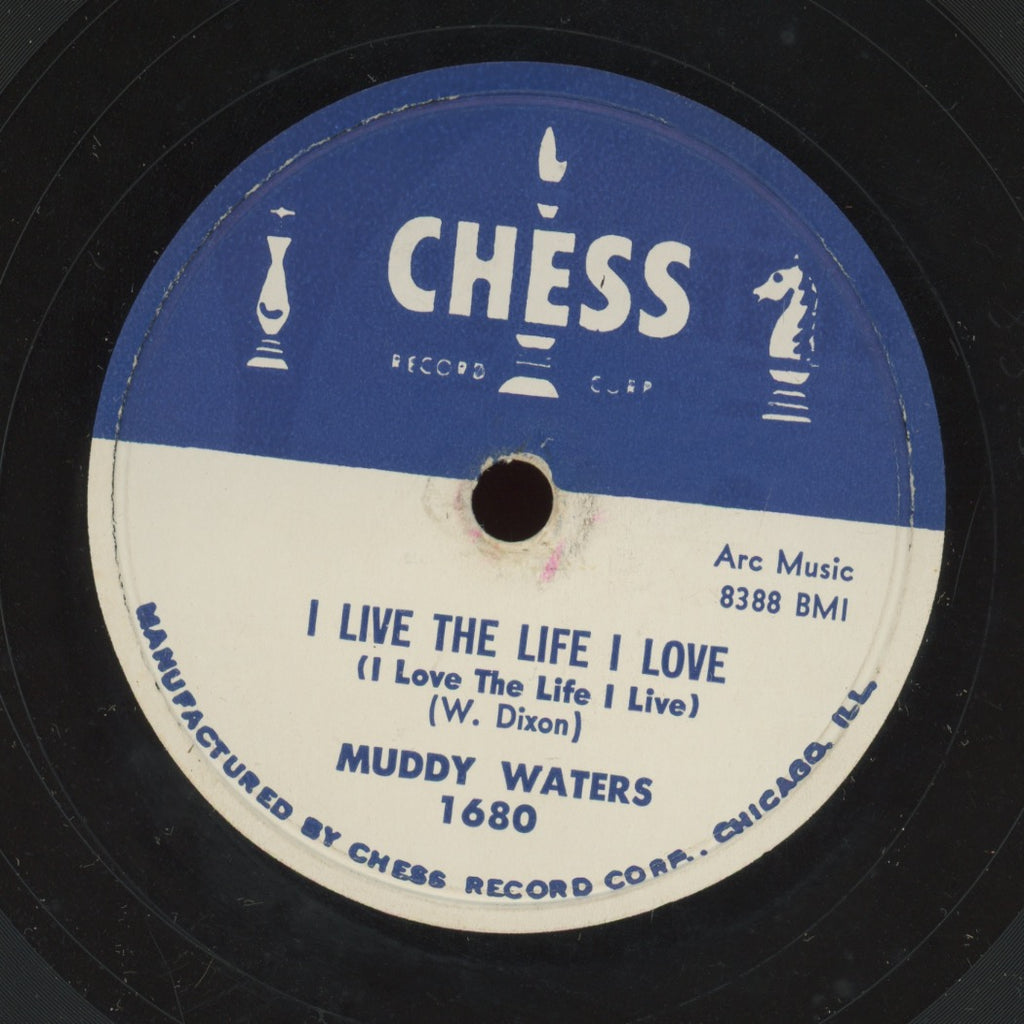 CHESS
RECORD CORP
Arc Music
8388 BMI
I LIVE THE LIFE I LOVE
(I Love The Life I Live)
(W. Dixon)
MUDDY WATERS
1680
MANUFACTURED BY CHESS RECORD CORP., CHICAGO, ILL.